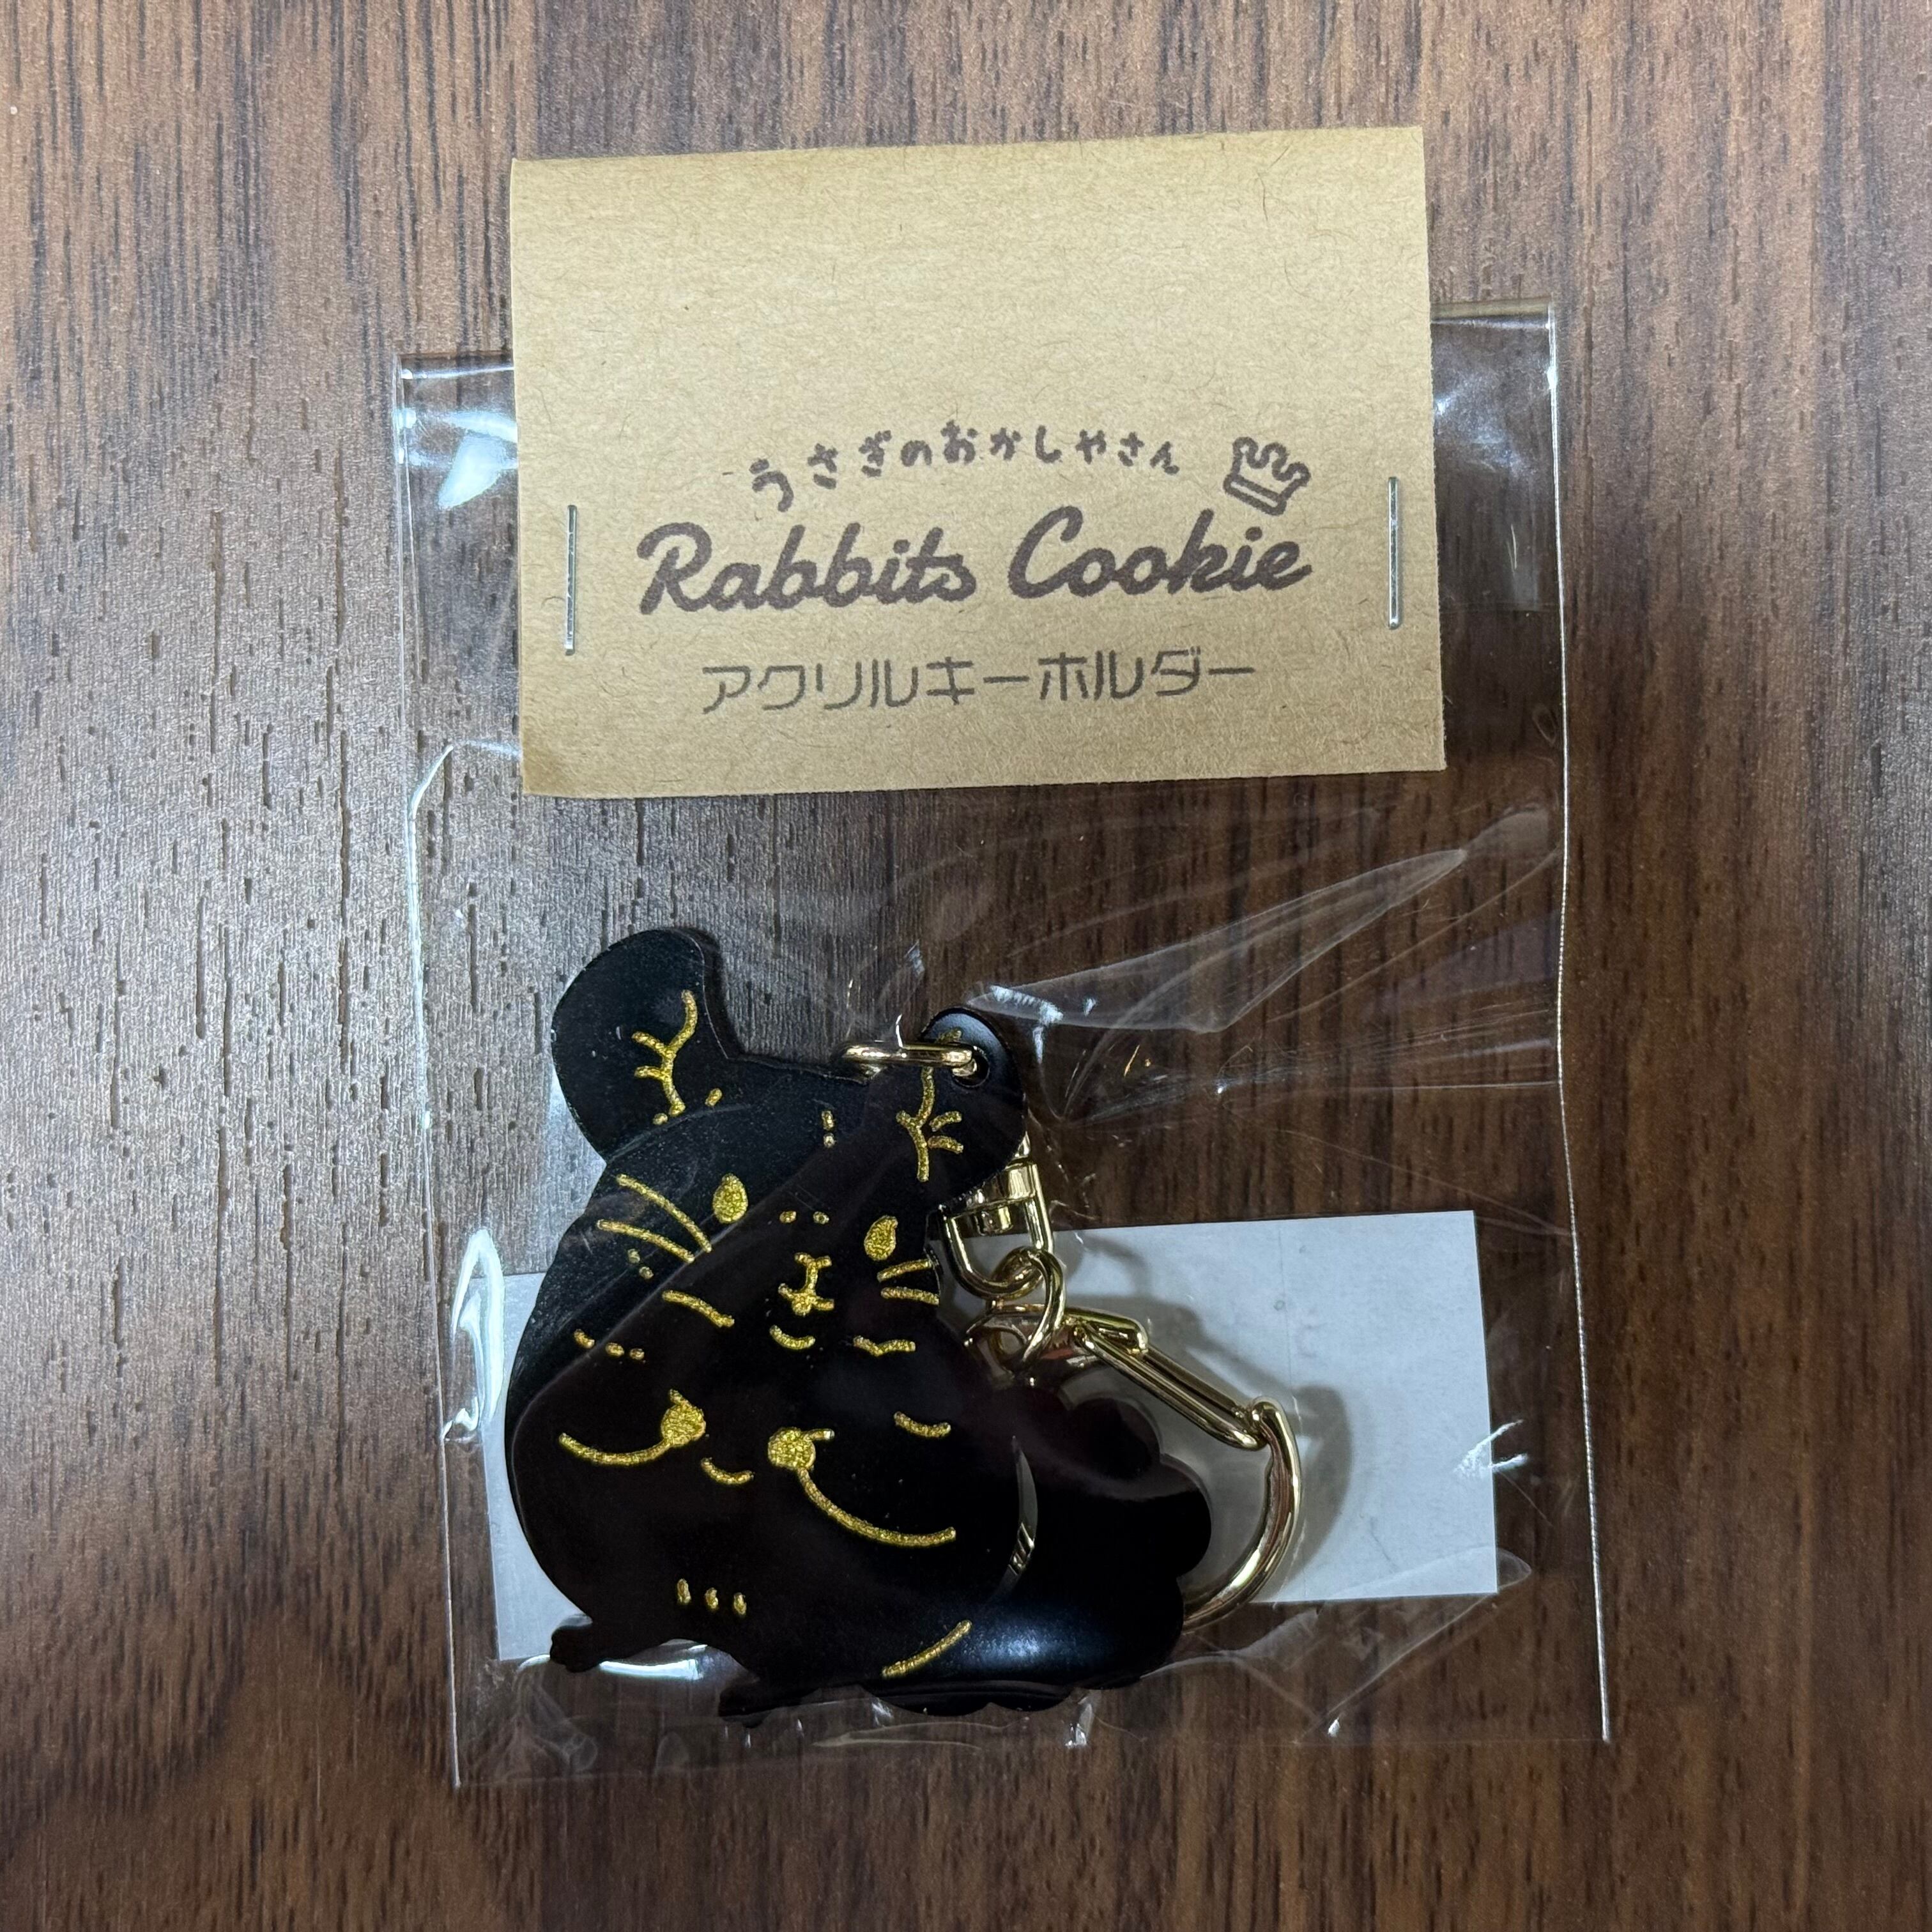 うさぎのおかしやさん
Rabbits Cookie
アクリルキーホルダー